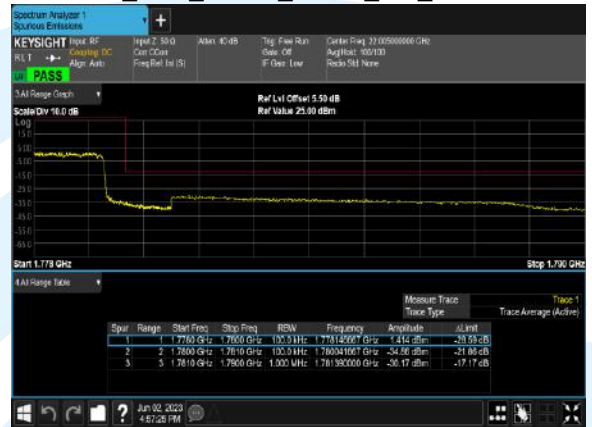 Spectrum Analyzer 1
Spurious Emissions
KEYSIGHT Input: RF
RL T
Coupling: DC
Align: Auto
Input Z: 50 Ω
Corr CCorr
Freq Ref: Int (S)
Atten: 40 dB
Trig: Free Run
Gate: Off
IF Gain: Low
Center Freq: 22.005000000 GHz
Avg|Hold: 100/100
Radio Std: None
PASS
3 All Range Graph
Scale/Div 10.0 dB
Ref Lvl Offset 5.50 dB
Ref Value 25.00 dBm
Log
15.0
5.00
-5.00
-15.0
-25.0
-35.0
-45.0
-55.0
-65.0
Start 1.778 GHz
Stop 1.790 GHz
4 All Range Table
Measure Trace Trace 1
Trace Type Trace Average (Active)
Spur Range Start Freq Stop Freq RBW Frequency Amplitude ΔLimit
1 1 1.7780 GHz 1.7800 GHz 100.0 kHz 1.778146667 GHz 1.414 dBm -28.59 dB
2 2 1.7800 GHz 1.7810 GHz 100.0 kHz 1.780041667 GHz -34.86 dBm -21.86 dB
3 3 1.7810 GHz 1.7900 GHz 1.000 MHz 1.781390000 GHz -30.17 dBm -17.17 dB
Jun 02, 2023
4:57:25 PM